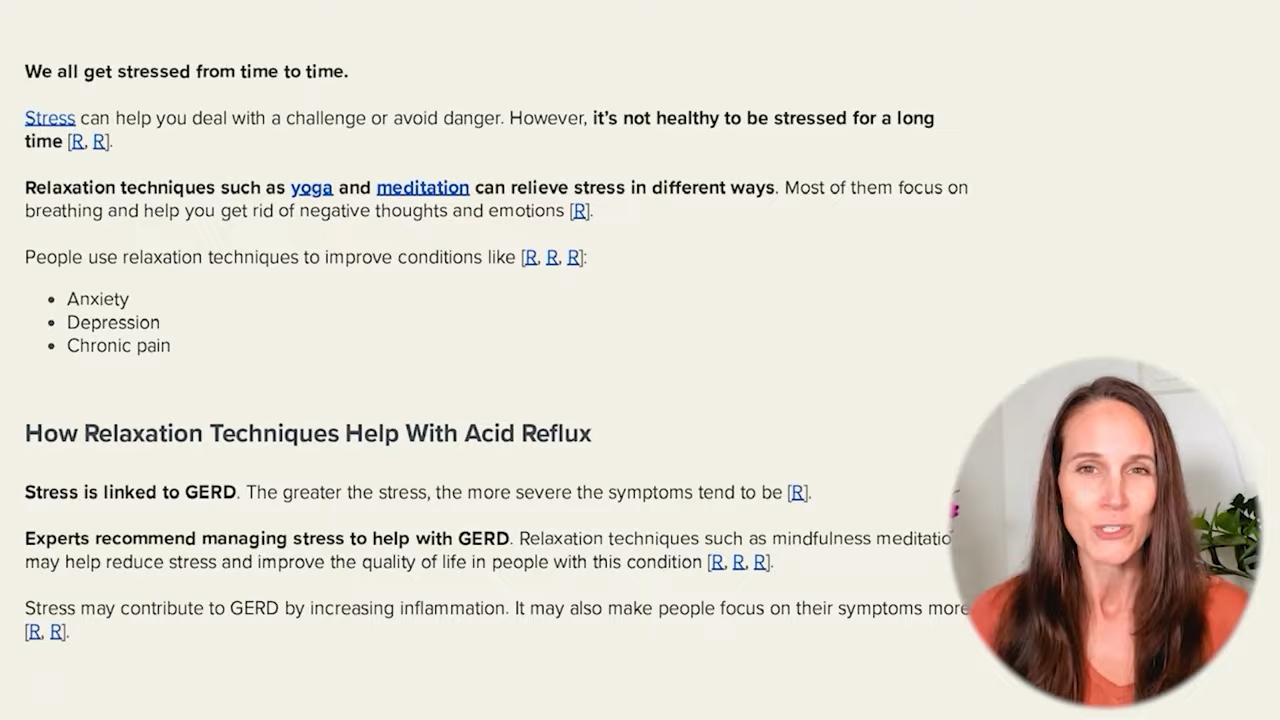 We all get stressed from time to time.
Stress can help you deal with a challenge or avoid danger. However, it's not healthy to be stressed for a long
time [R, R].
Relaxation techniques such as yoga and meditation can relieve stress in different ways. Most of them focus on
breathing and help you get rid of negative thoughts and emotions [R].
People use relaxation techniques to improve conditions like [R, R, R]:
• Anxiety
• Depression
• Chronic pain
How Relaxation Techniques Help With Acid Reflux
Stress is linked to GERD. The greater the stress, the more severe the symptoms tend to be [R].
Experts recommend managing stress to help with GERD. Relaxation techniques such as mindfulness meditatio
may help reduce stress and improve the quality of life in people with this condition [R, R, R].
Stress may contribute to GERD by increasing inflammation. It may also make people focus on their symptoms more
[R, R].